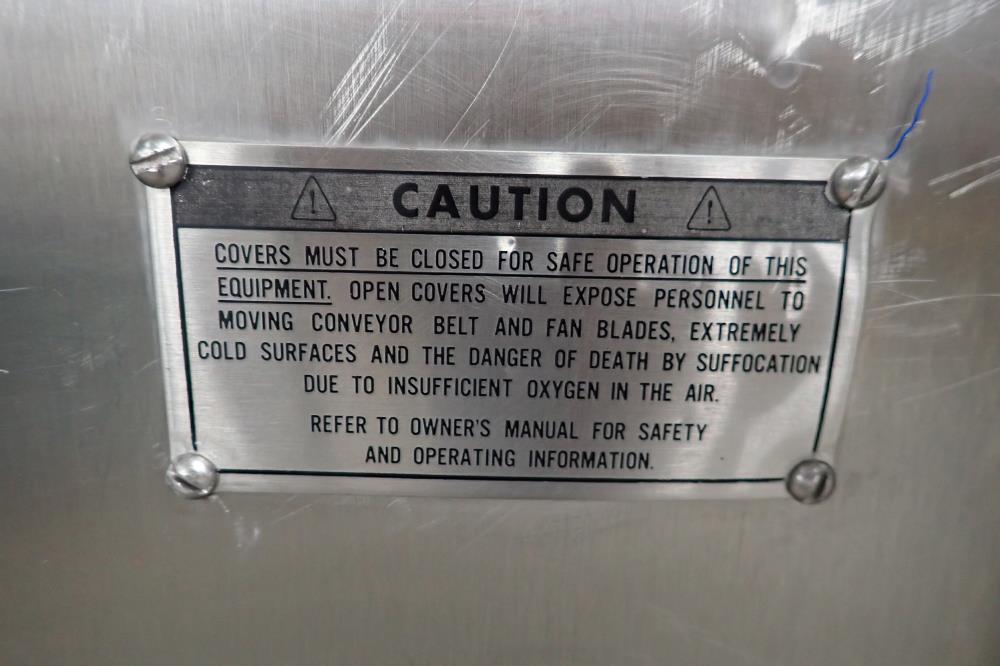 CAUTION
COVERS MUST BE CLOSED FOR SAFE OPERATION OF THIS
EQUIPMENT. OPEN COVERS WILL EXPOSE PERSONNEL TO
MOVING CONVEYOR BELT AND FAN BLADES, EXTREMELY
COLD SURFACES AND THE DANGER OF DEATH BY SUFFOCATION
DUE TO INSUFFICIENT OXYGEN IN THE AIR.
REFER TO OWNER'S MANUAL FOR SAFETY
AND OPERATING INFORMATION.